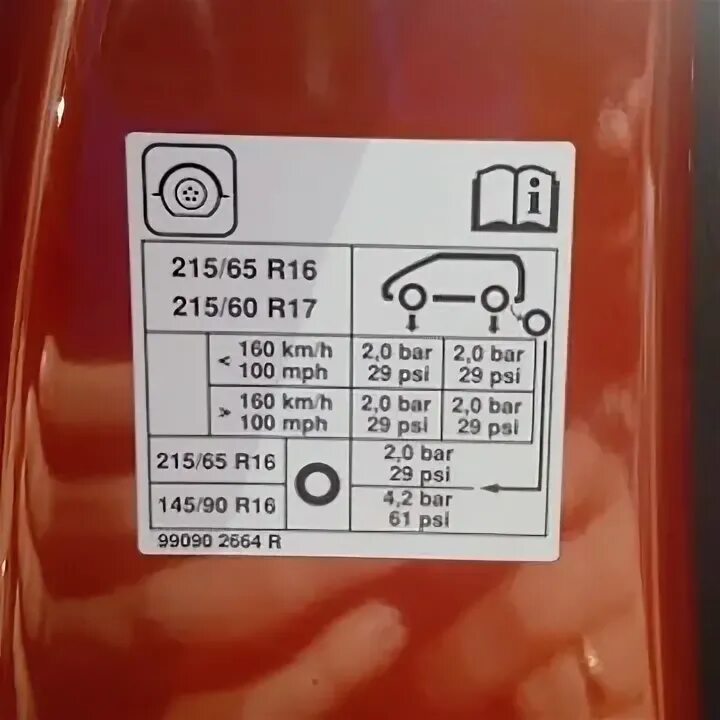 i
215/65 R16
215/60 R17
< 160 km/h 2,0 bar 2,0 bar
100 mph 29 psi 29 psi
> 160 km/h 2,0 bar 2,0 bar
100 mph 29 psi 29 psi
215/65 R16 2,0 bar
29 psi
145/90 R16 4,2 bar
61 psi
99090 2664 R